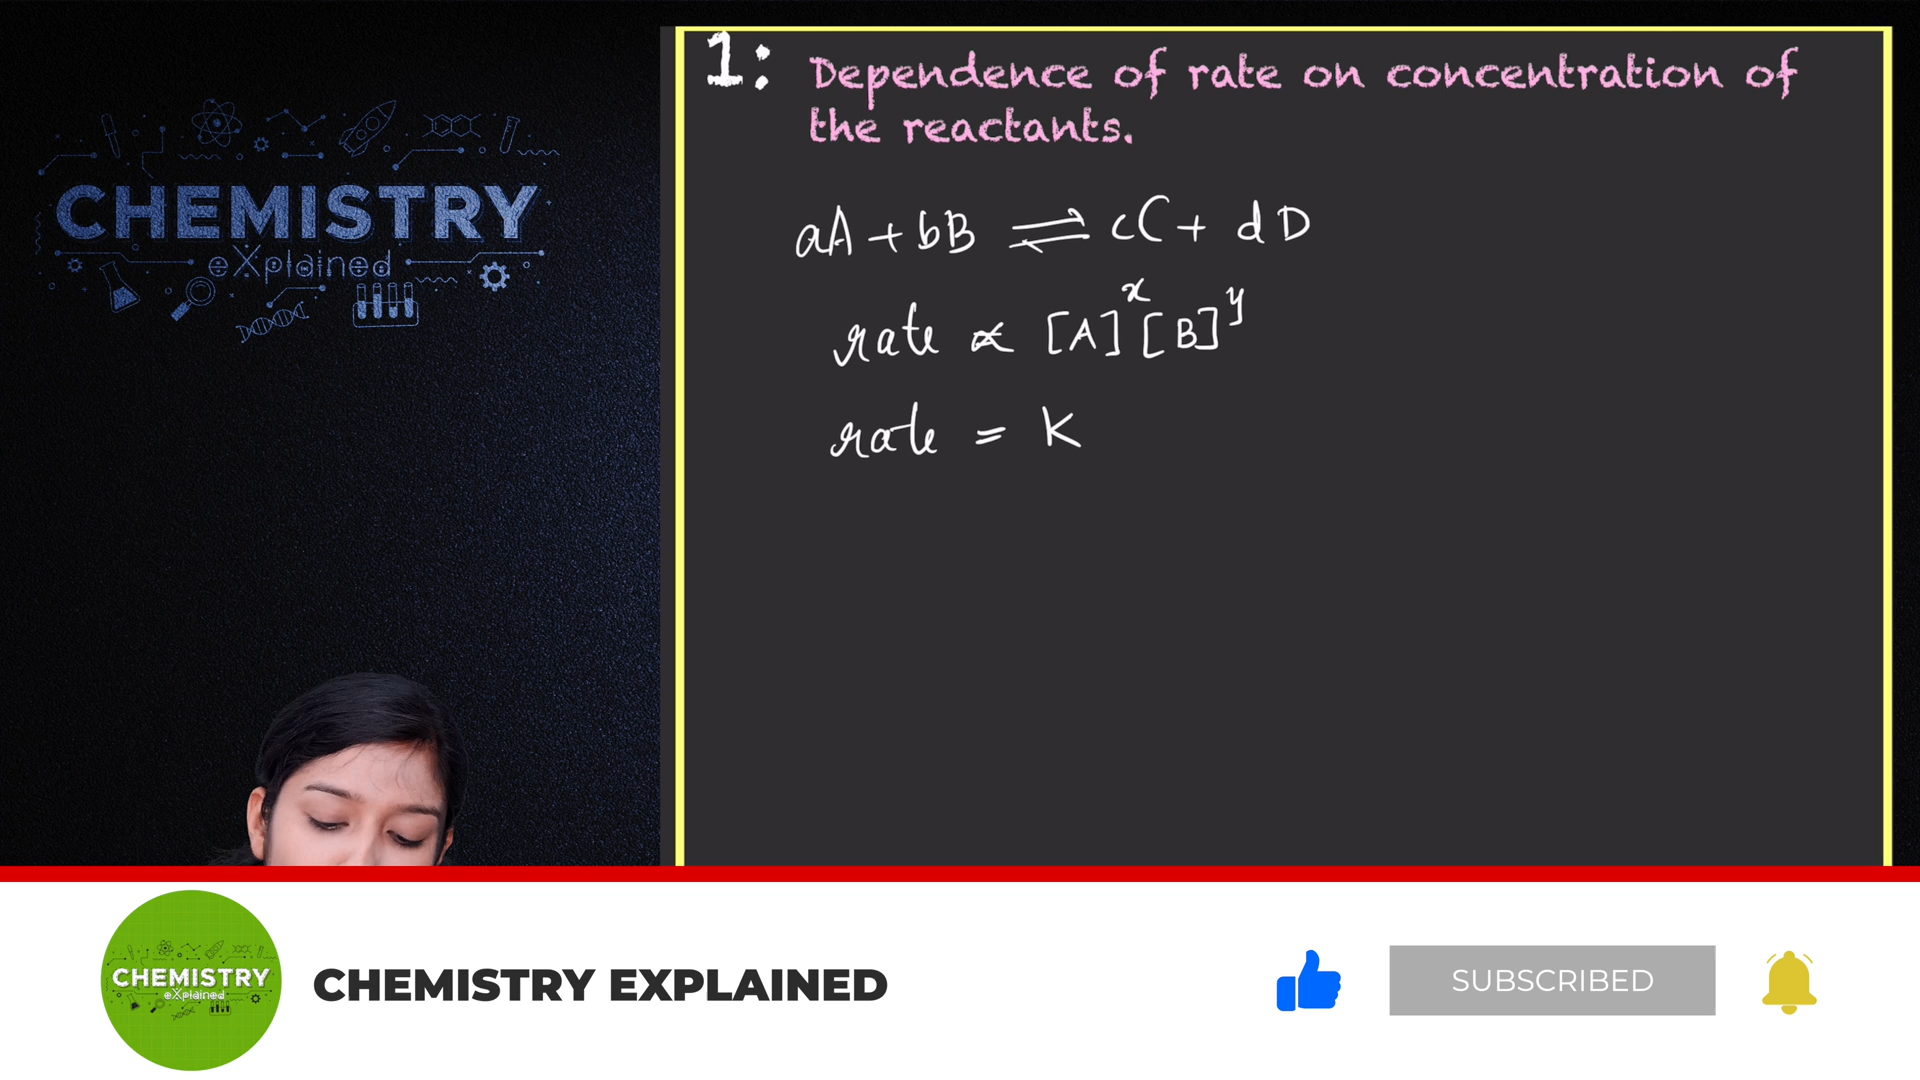 CHEMISTRY
eXplained
1: Dependence of rate on concentration of
the reactants.
aA + bB ⇌ cC + dD
rate ∝ [A]^x [B]^y
rate = K
CHEMISTRY
eXplained
CHEMISTRY EXPLAINED
SUBSCRIBED